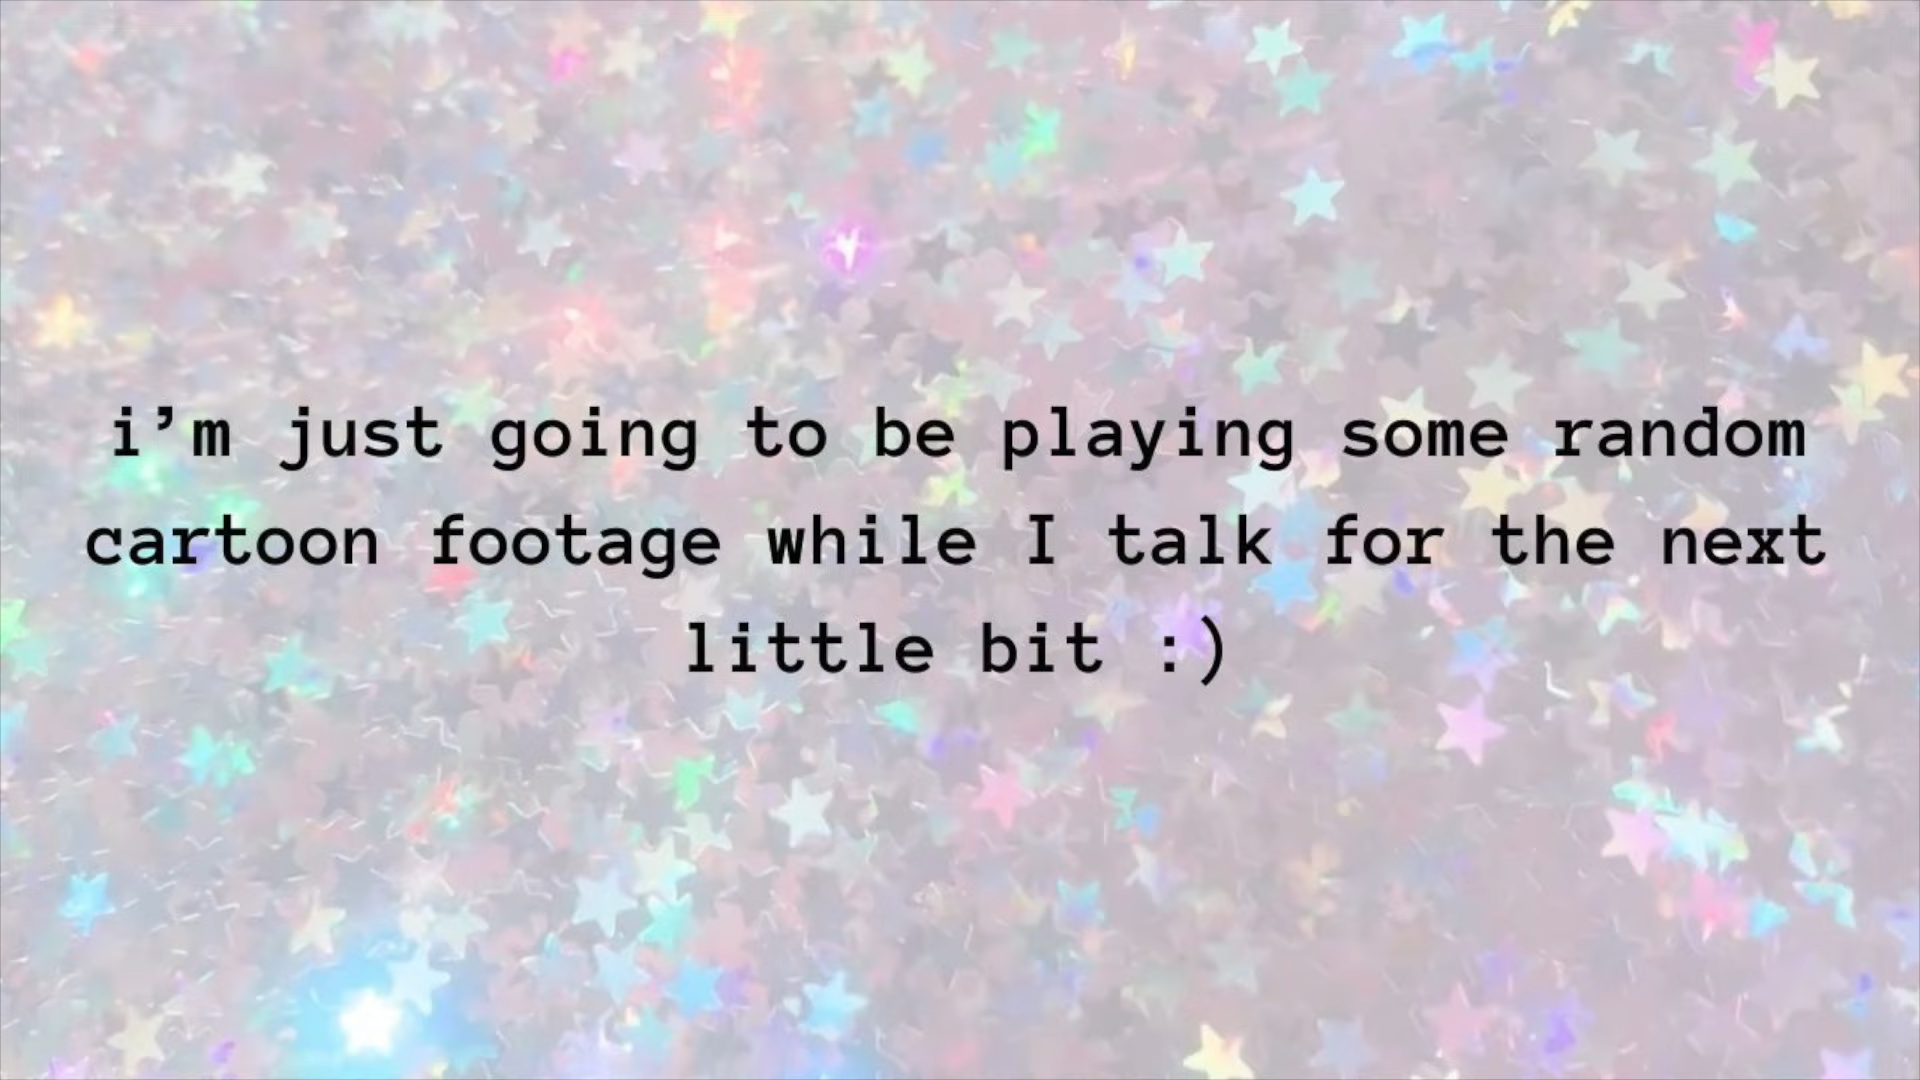 i’m just going to be playing some random
cartoon footage while I talk for the next
little bit :)